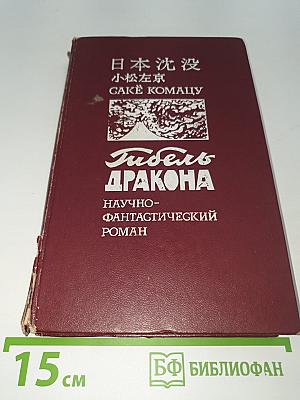 日本沈没
小松左京
САКЁ КОМАЦУ
Гибель
ДРАКОНА
НАУЧНО-
ФАНТАСТИЧЕСКИЙ
РОМАН
15 см
БФ БИБЛИОФАН